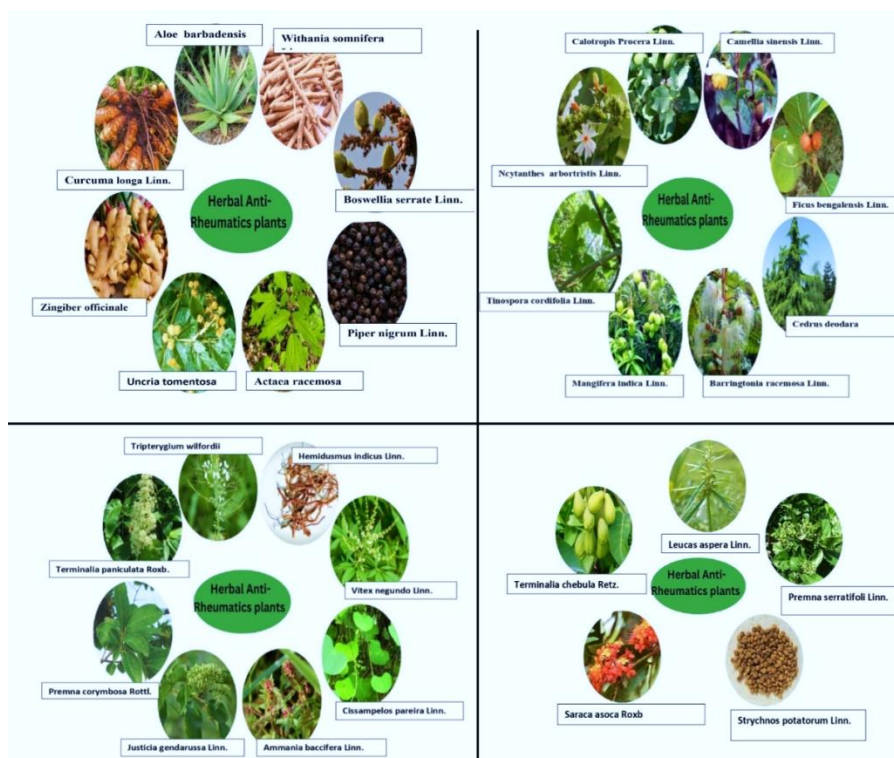 Aloe barbadensis
Withania somnifera
Curcuma longa Linn.
Boswellia serrate Linn.
Herbal Anti-
Rheumatics plants
Zingiber officinale
Piper nigrum Linn.
Uncria tomentosa
Actaea racemosa
Calotropis Procera Linn.
Camellia sinensis Linn.
Ncytanthes arbortristis Linn.
Ficus bengalensis Linn.
Herbal Anti-
Rheumatics plants
Tinospora cordifolia Linn.
Cedrus deodara
Mangifera indica Linn.
Barringtonia racemosa Linn.
Tripterygium wilfordii
Hemidusmus indicus Linn.
Terminalia paniculata Roxb.
Vitex negundo Linn.
Herbal Anti-
Rheumatics plants
Premna corymbosa Rottl.
Cissampelos pareira Linn.
Justicia gendarussa Linn.
Ammania baccifera Linn.
Leucas aspera Linn.
Terminalia chebula Retz.
Herbal Anti-
Rheumatics plants
Premna serratifoli Linn.
Saraca asoca Roxb
Strychnos potatorum Linn.